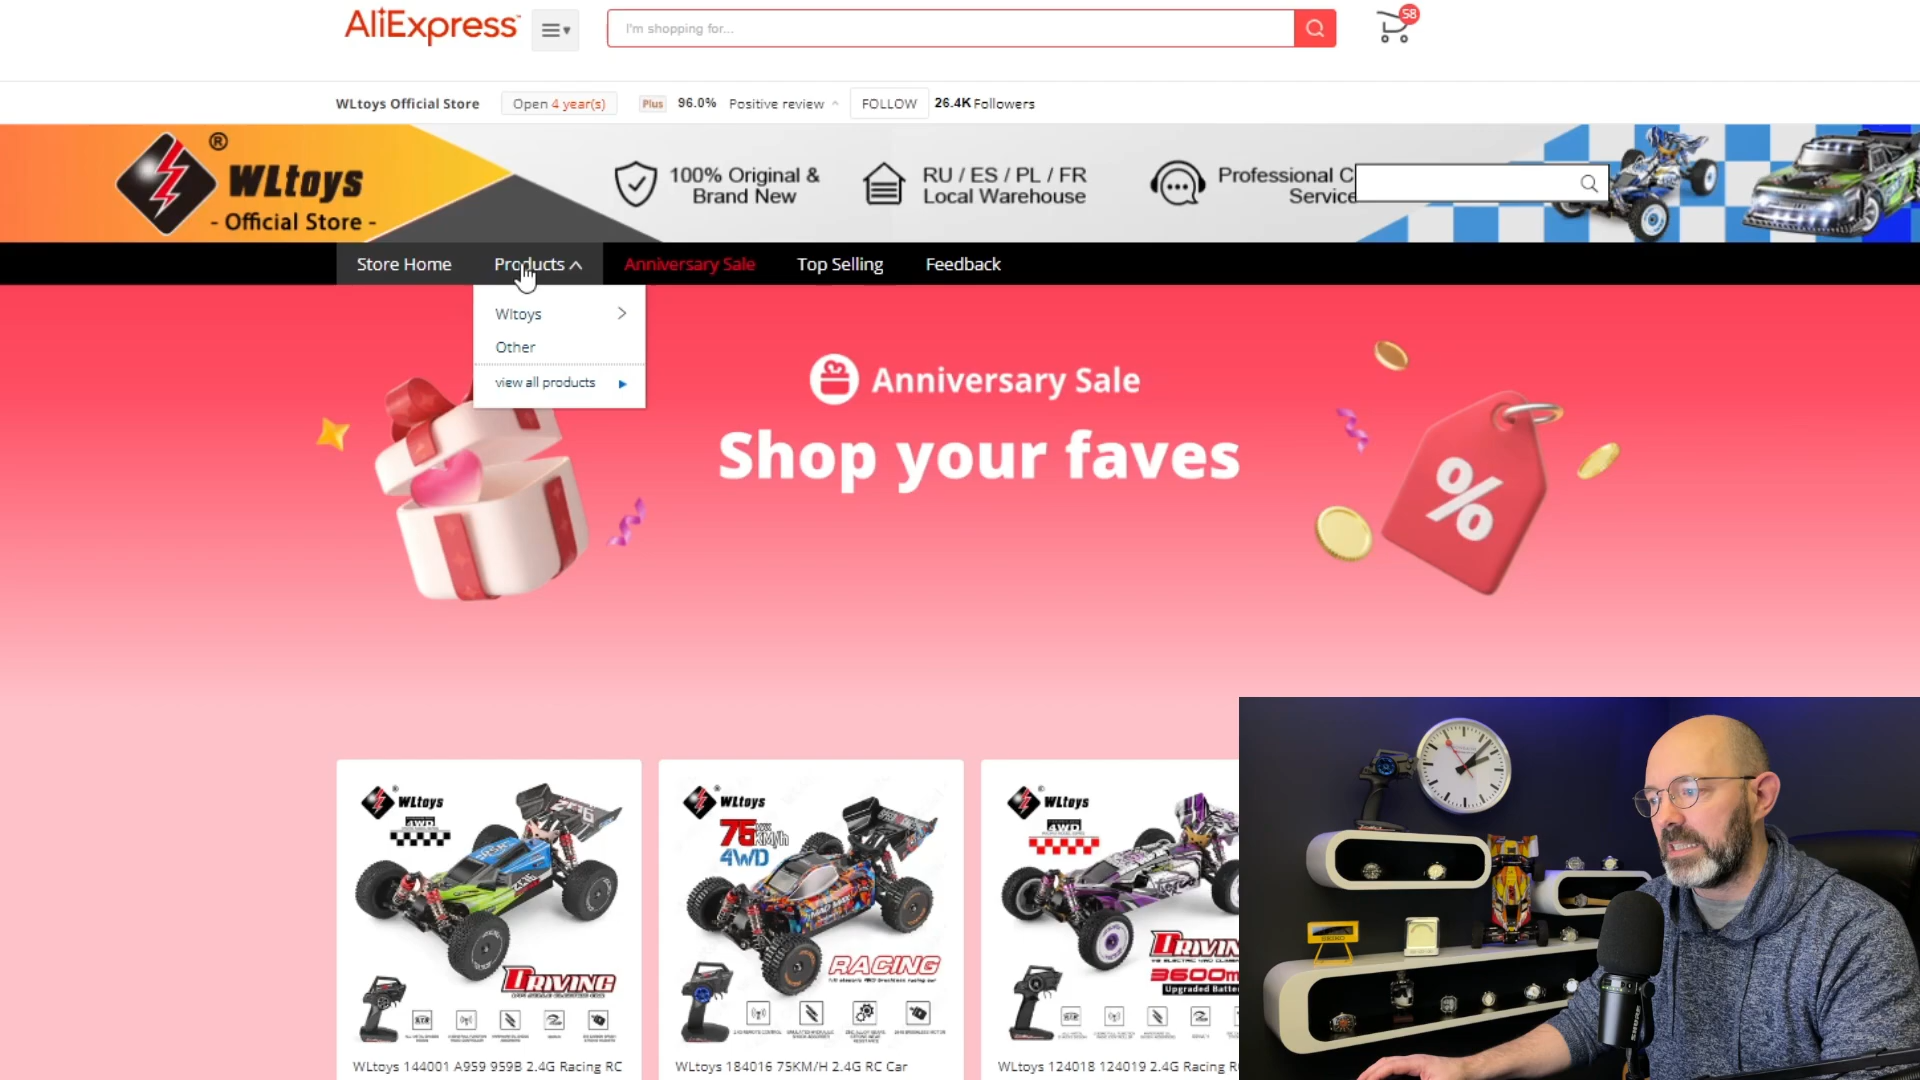 AliExpress
I'm shopping for...
58
WLtoys Official Store
Open 4 year(s)
Plus
96.0%
Positive review
FOLLOW
26.4K Followers
®
WLtoys
- Official Store -
100% Original &
Brand New
RU / ES / PL / FR
Local Warehouse
Professional C
Service
Store Home
Products
Anniversary Sale
Top Selling
Feedback
Wltoys
Other
view all products
Anniversary Sale
Shop your faves
%
WLtoys
4WD
DRIVING
WLtoys 144001 A959 959B 2.4G Racing RC
WLtoys
76 KM/h
4WD
RACING
WLtoys 184016 75KM/H 2.4G RC Car
WLtoys
4WD
DRIVIN
3600m
Upgraded Batte
WLtoys 124018 124019 2.4G Racing R